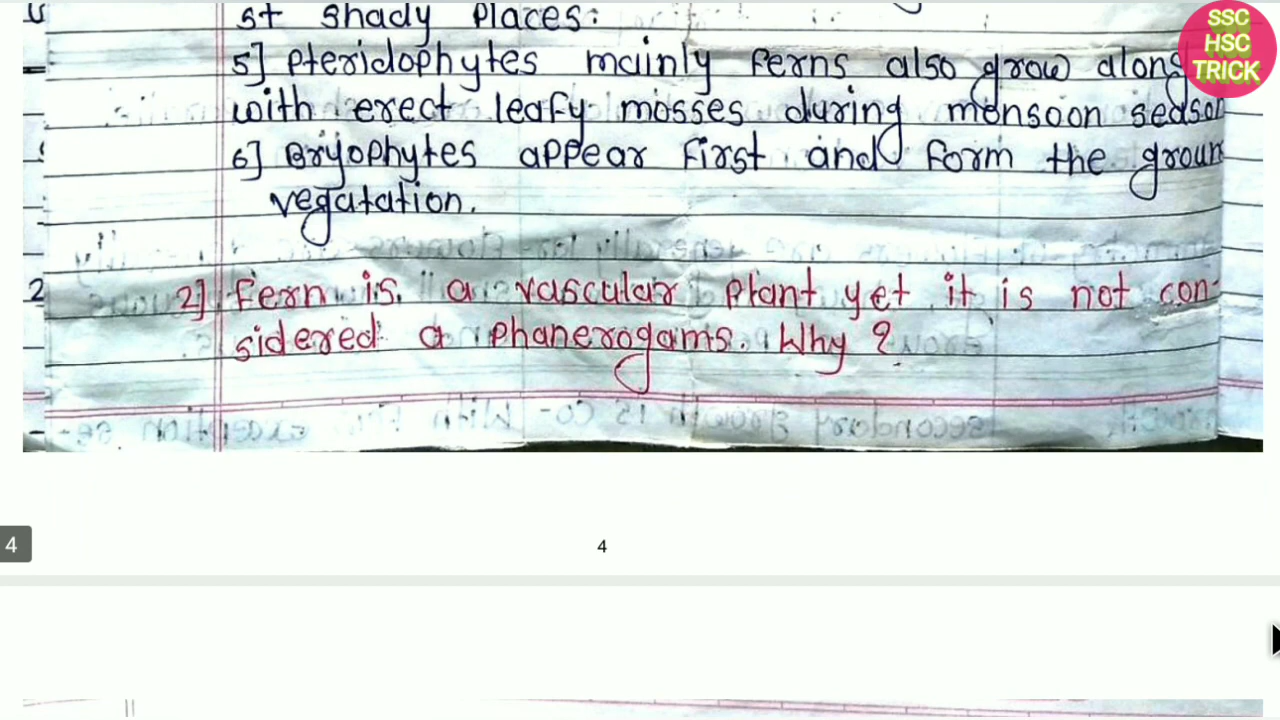 st shady places.
5] Pteridophytes mainly Ferns also grow along
with erect leafy mosses during monsoon season
6] Bryophytes appear First and Form the groun
vegatation.
2
2] Fern is a vascular plant yet it is not con-
sidered a phanerogams. Why ?
4
4
SSC
HSC
TRICK